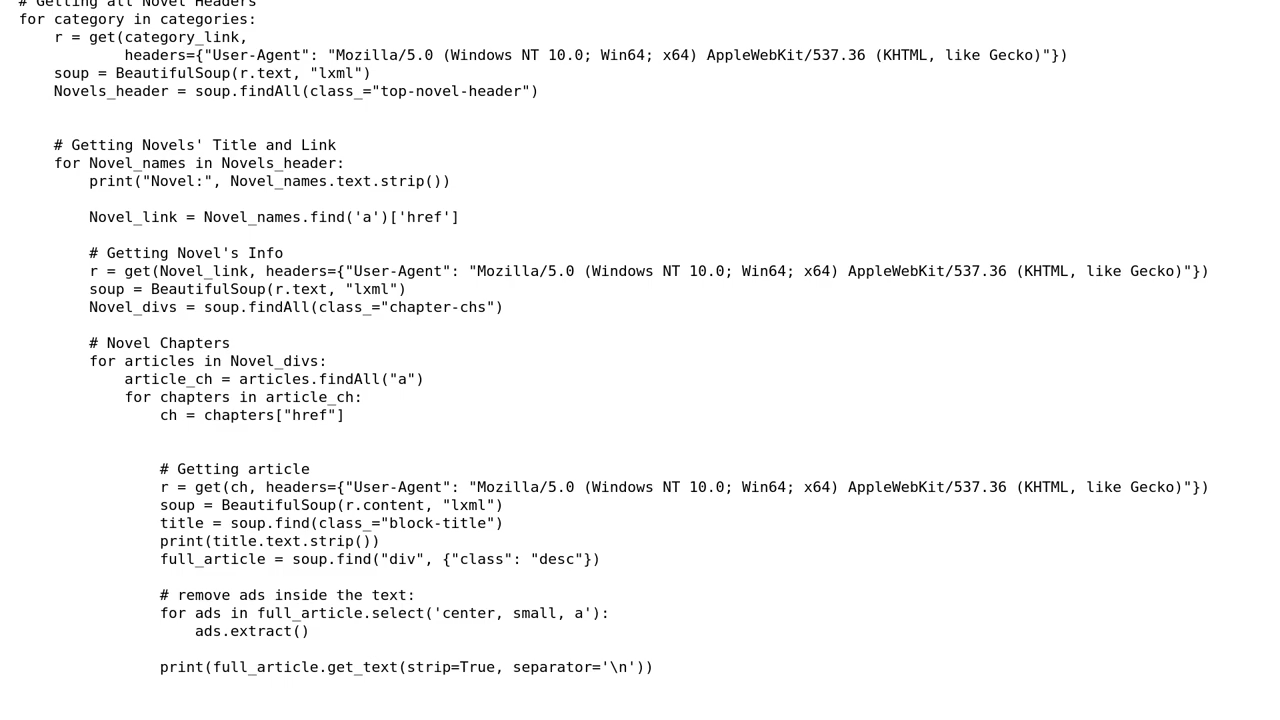 # Getting all Novel Headers
for category in categories:
    r = get(category_link,
            headers={"User-Agent": "Mozilla/5.0 (Windows NT 10.0; Win64; x64) AppleWebKit/537.36 (KHTML, like Gecko)"})
    soup = BeautifulSoup(r.text, "lxml")
    Novels_header = soup.findAll(class_="top-novel-header")


    # Getting Novels' Title and Link
    for Novel_names in Novels_header:
        print("Novel:", Novel_names.text.strip())

        Novel_link = Novel_names.find('a')['href']

        # Getting Novel's Info
        r = get(Novel_link, headers={"User-Agent": "Mozilla/5.0 (Windows NT 10.0; Win64; x64) AppleWebKit/537.36 (KHTML, like Gecko)"})
        soup = BeautifulSoup(r.text, "lxml")
        Novel_divs = soup.findAll(class_="chapter-chs")

        # Novel Chapters
        for articles in Novel_divs:
            article_ch = articles.findAll("a")
            for chapters in article_ch:
                ch = chapters["href"]


                # Getting article
                r = get(ch, headers={"User-Agent": "Mozilla/5.0 (Windows NT 10.0; Win64; x64) AppleWebKit/537.36 (KHTML, like Gecko)"})
                soup = BeautifulSoup(r.content, "lxml")
                title = soup.find(class_="block-title")
                print(title.text.strip())
                full_article = soup.find("div", {"class": "desc"})

                # remove ads inside the text:
                for ads in full_article.select('center, small, a'):
                    ads.extract()

                print(full_article.get_text(strip=True, separator='\n'))